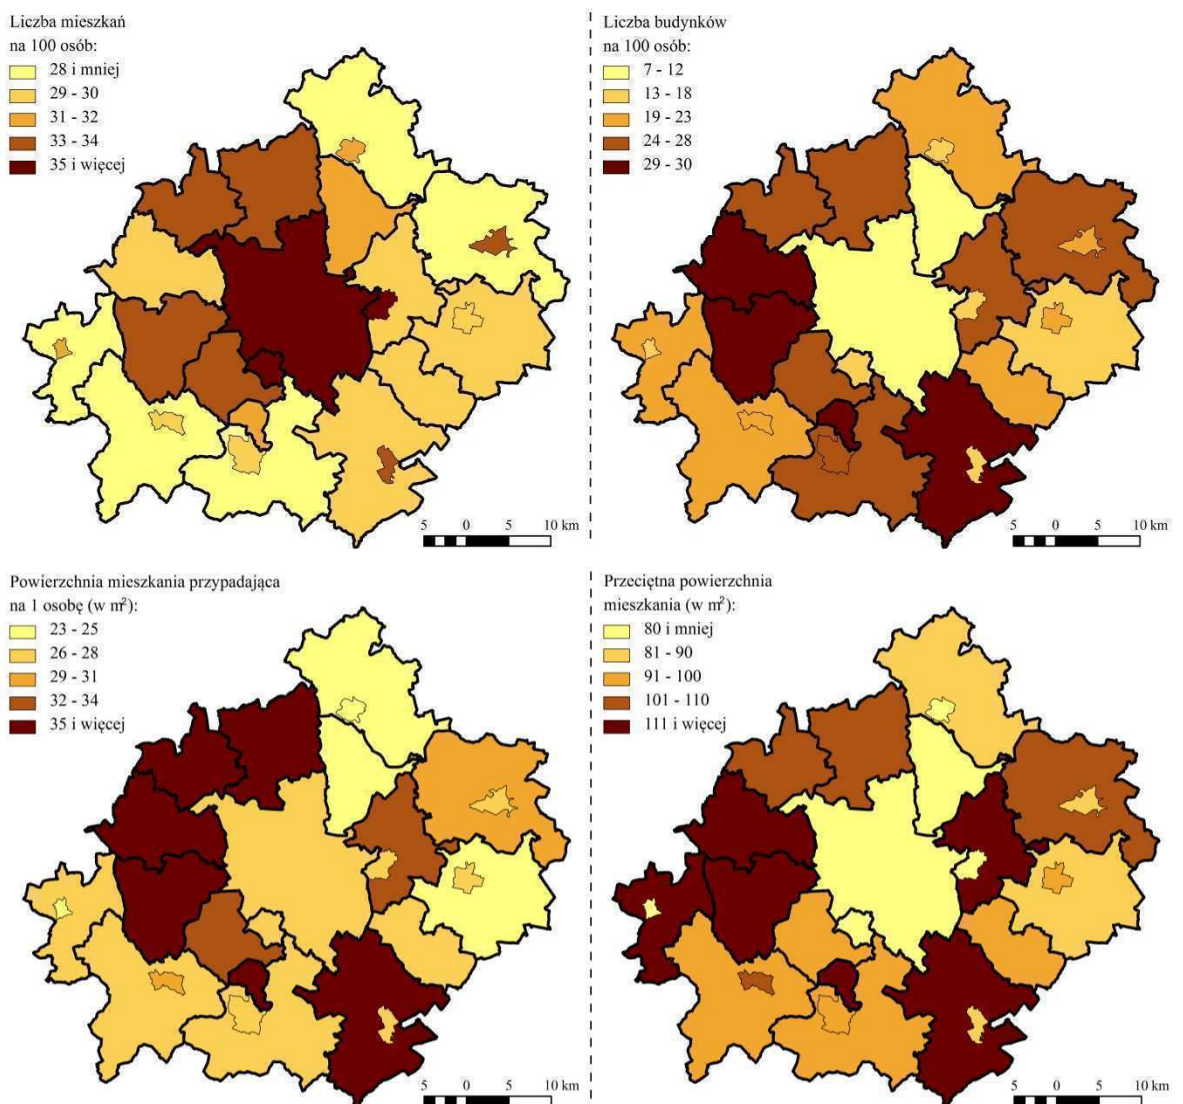 Liczba mieszkań
na 100 osób:
28 i mniej
29 - 30
31 - 32
33 - 34
35 i więcej
5 0 5 10 km
Liczba budynków
na 100 osób:
7 - 12
13 - 18
19 - 23
24 - 28
29 - 30
5 0 5 10 km
Powierzchnia mieszkania przypadająca
na 1 osobę (w m²):
23 - 25
26 - 28
29 - 31
32 - 34
35 i więcej
5 0 5 10 km
Przeciętna powierzchnia
mieszkania (w m²):
80 i mniej
81 - 90
91 - 100
101 - 110
111 i więcej
5 0 5 10 km